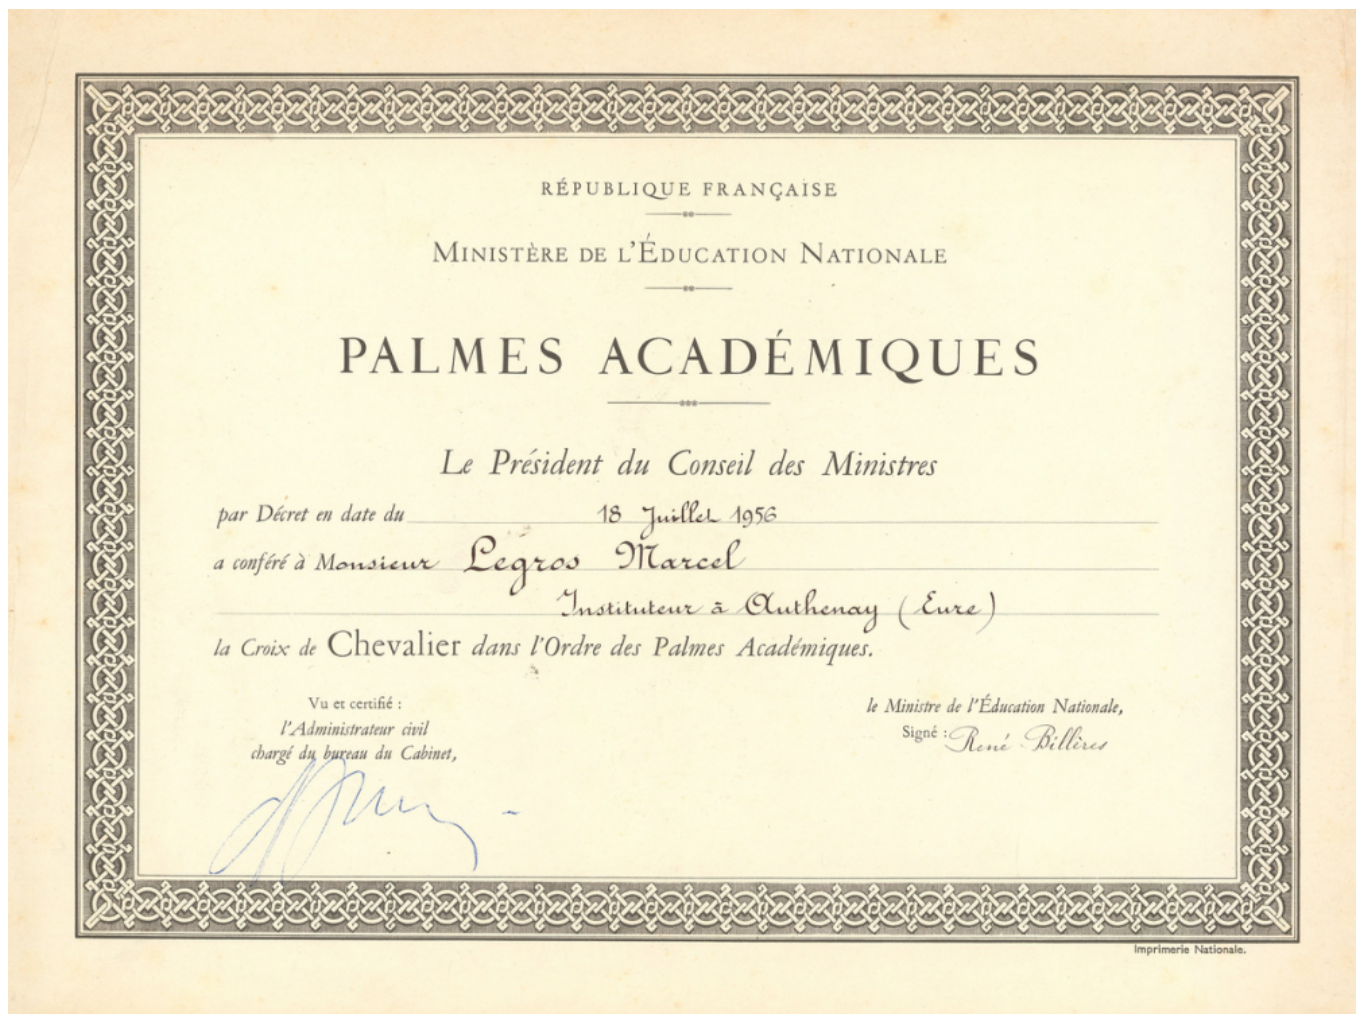 RÉPUBLIQUE FRANÇAISE
MINISTÈRE DE L'ÉDUCATION NATIONALE
PALMES ACADÉMIQUES
Le Président du Conseil des Ministres
par Décret en date du 18 Juillet 1956
a conféré à Monsieur Legros Marcel
Instituteur à Authenay (Eure)
la Croix de Chevalier dans l'Ordre des Palmes Académiques.
Vu et certifié :
l'Administrateur civil
chargé du bureau du Cabinet,
le Ministre de l'Éducation Nationale,
Signé : René Billères
Imprimerie Nationale.